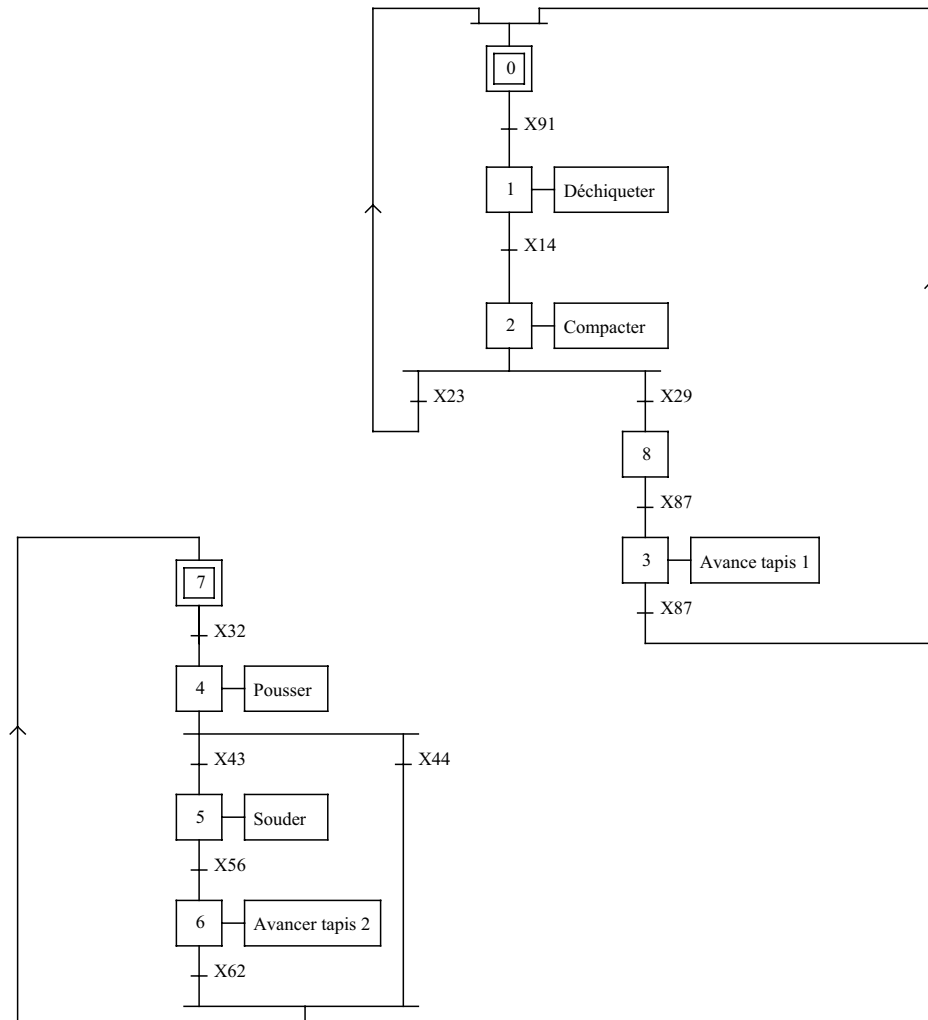 0
X91
1 Déchiqueter
X14
2 Compacter
X23 X29
8
X87
3 Avance tapis 1
X87
7
X32
4 Pousser
X43 X44
5 Souder
X56
6 Avancer tapis 2
X62